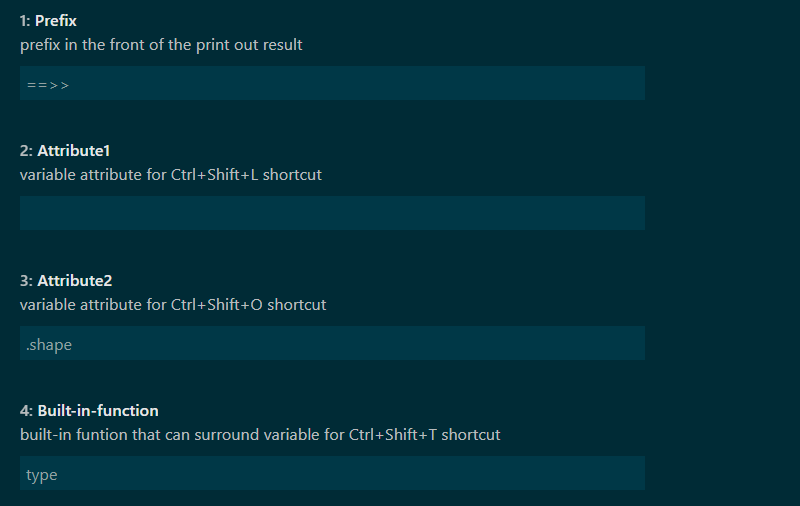 1: Prefix
prefix in the front of the print out result
==>>
2: Attribute1
variable attribute for Ctrl+Shift+L shortcut
3: Attribute2
variable attribute for Ctrl+Shift+O shortcut
.shape
4: Built-in-function
built-in funtion that can surround variable for Ctrl+Shift+T shortcut
type